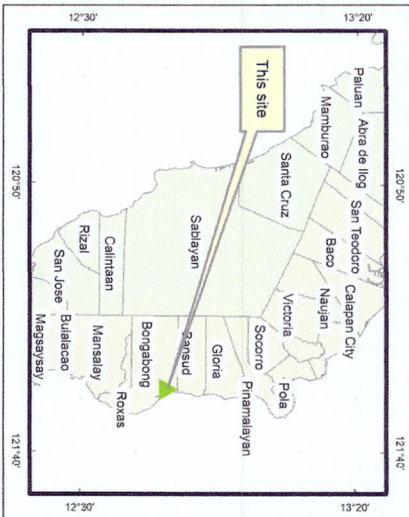 12°30'
13°20'
This site
Paluan
Abra de Ilog
Mamburao
Santa Cruz
San Teodoro
Baco
Calapan City
Naujan
Victoria
Socorro
Pola
Pinamalayan
Gloria
Bansud
Bongabong
Sablayan
Calintaan
Rizal
San Jose
Mansalay
Roxas
Bulalacao
Magsaysay
120°50'
120°50'
121°40'
121°40'
12°30'
13°20'